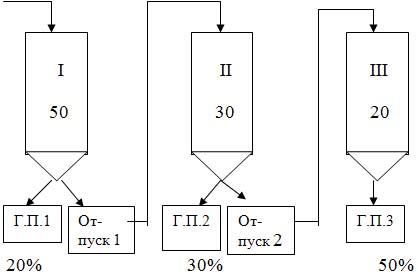 I
II
III
50
30
20
Г.П.1
От-
пуск 1
Г.П.2
От-
пуск 2
Г.П.3
20%
30%
50%